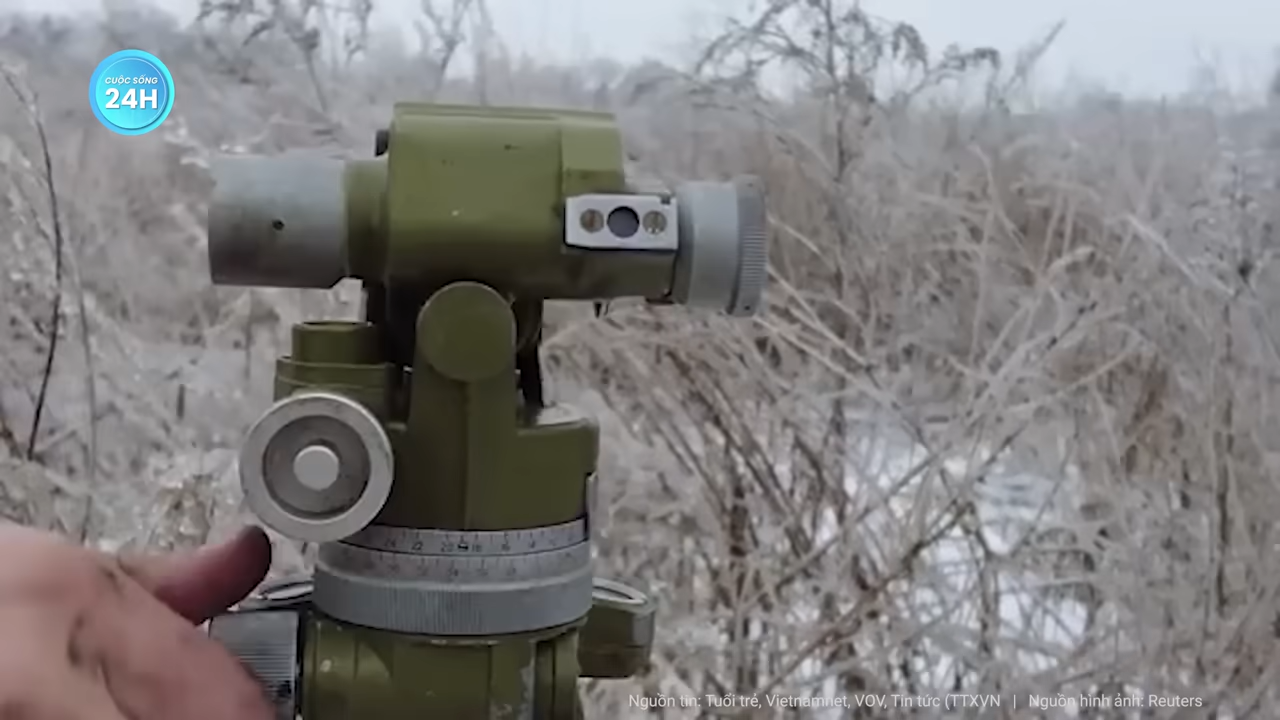 CUỘC SỐNG
24H
Nguồn tin: Tuổi trẻ, Vietnamnet, VOV, Tin tức (TTXVN | Nguồn hình ảnh: Reuters